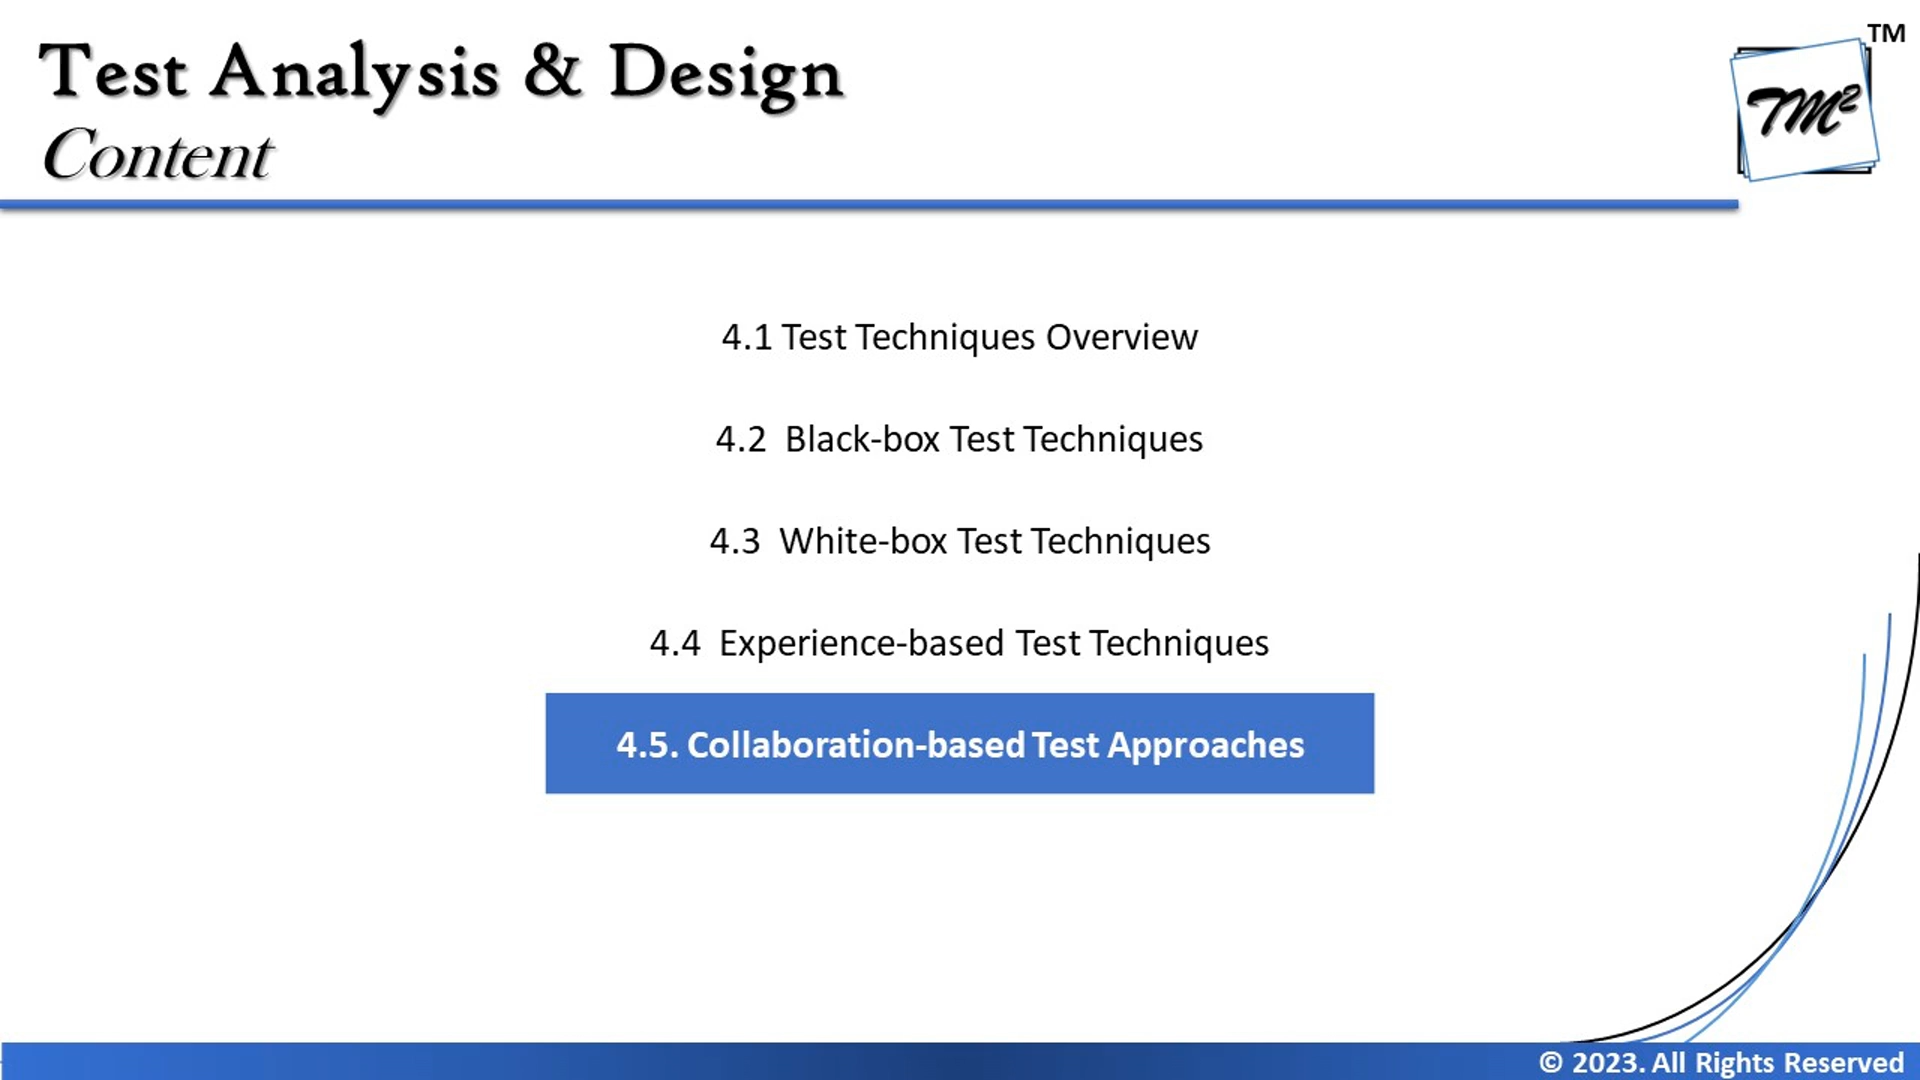 Test Analysis & Design
Content
TM
TM²
4.1 Test Techniques Overview
4.2 Black-box Test Techniques
4.3 White-box Test Techniques
4.4 Experience-based Test Techniques
4.5. Collaboration-based Test Approaches
© 2023. All Rights Reserved